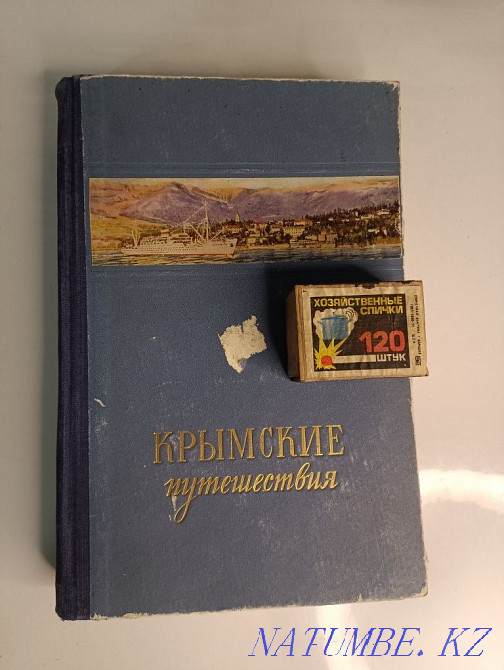 ХОЗЯЙСТВЕННЫЕ
СПИЧКИ
120
ШТУК
КРЫМСКИЕ
путешествия
NATUMBE. KZ